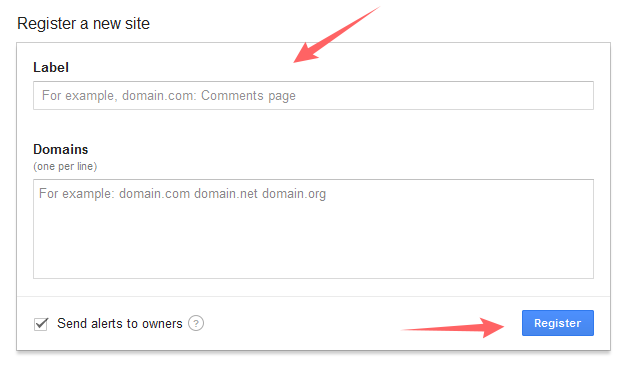 Register a new site
Label
For example, domain.com: Comments page
Domains
(one per line)
For example: domain.com domain.net domain.org
Send alerts to owners ?
Register